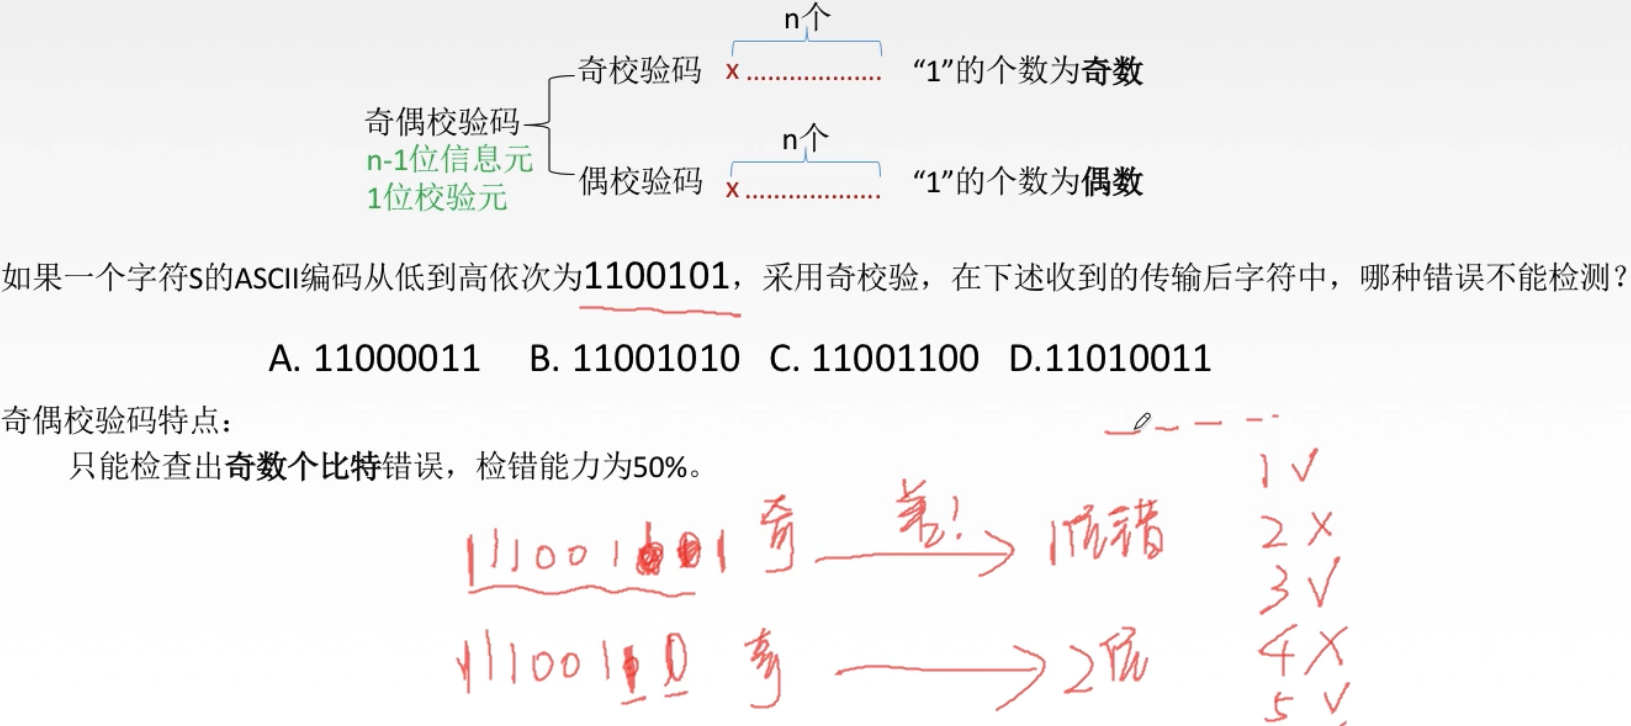 n个
奇校验码 x ................... “1”的个数为奇数
奇偶校验码
n个
n-1位信息元
偶校验码 x ................... “1”的个数为偶数
1位校验元
如果一个字符S的ASCII编码从低到高依次为1100101，采用奇校验，在下述收到的传输后字符中，哪种错误不能检测？
A. 11000011 B. 11001010 C. 11001100 D.11010011
奇偶校验码特点：
只能检查出奇数个比特错误，检错能力为50%。
1 √
奇 1位错
2 X
3 √
2位
4 X
5 √